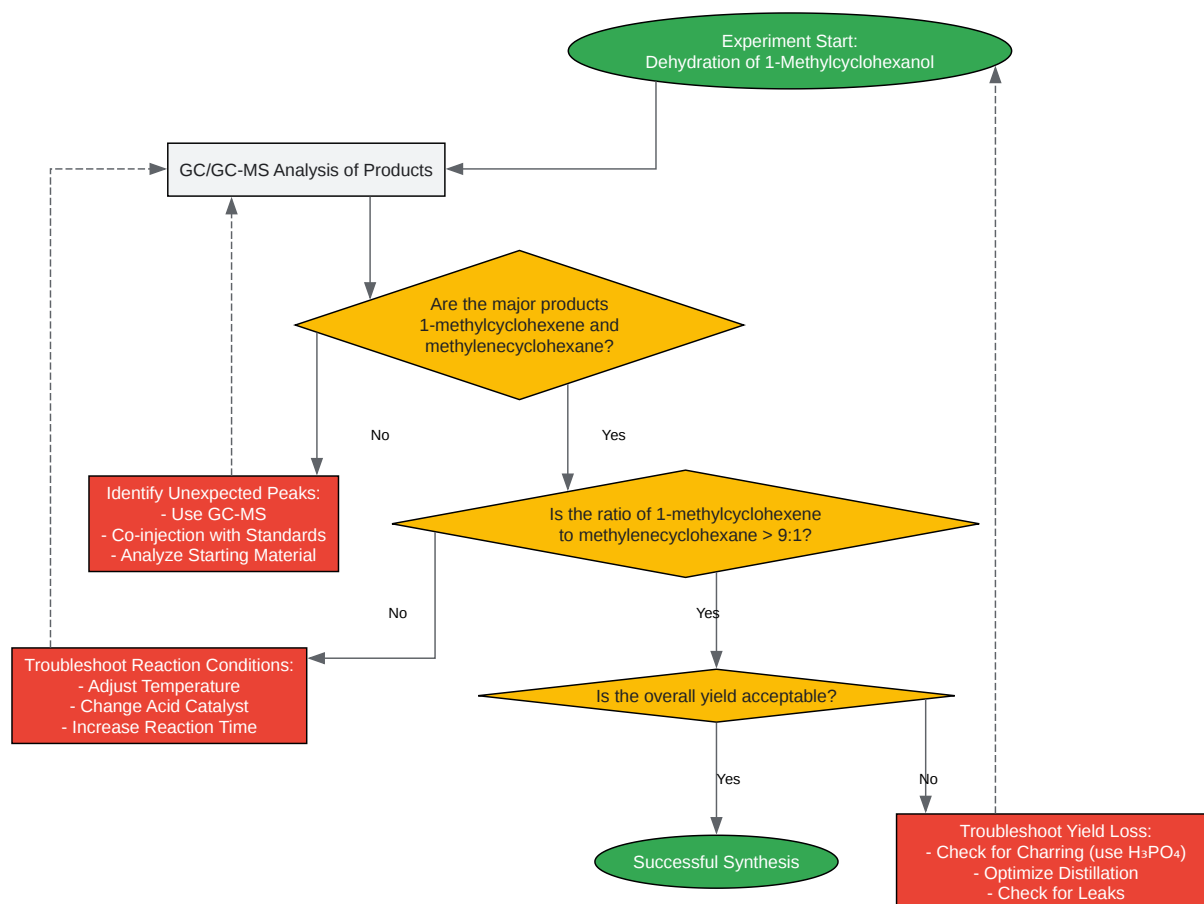 Experiment Start:
Dehydration of 1-Methylcyclohexanol
GC/GC-MS Analysis of Products
Are the major products
1-methylcyclohexene and
methylenecyclohexane?
No
Yes
Identify Unexpected Peaks:
- Use GC-MS
- Co-injection with Standards
- Analyze Starting Material
Is the ratio of 1-methylcyclohexene
to methylenecyclohexane > 9:1?
No
Yes
Troubleshoot Reaction Conditions:
- Adjust Temperature
- Change Acid Catalyst
- Increase Reaction Time
Is the overall yield acceptable?
Yes
No
Successful Synthesis
Troubleshoot Yield Loss:
- Check for Charring (use H₃PO₄)
- Optimize Distillation
- Check for Leaks